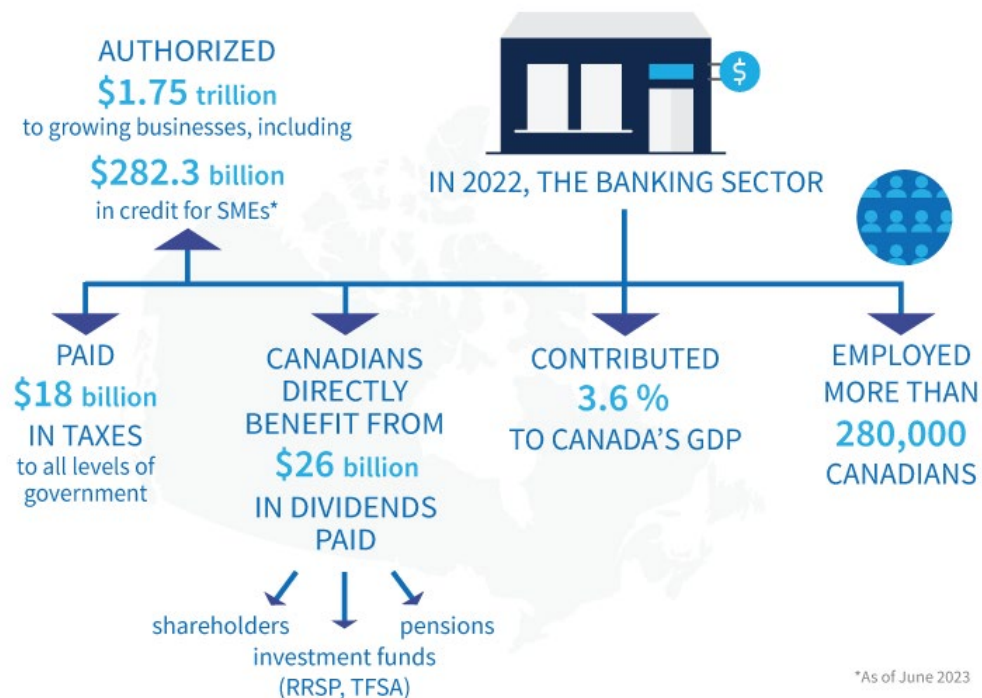 AUTHORIZED
$1.75 trillion
to growing businesses, including
$282.3 billion
in credit for SMEs*
$
IN 2022, THE BANKING SECTOR
PAID
$18 billion
IN TAXES
to all levels of
government
CANADIANS
DIRECTLY
BENEFIT FROM
$26 billion
IN DIVIDENDS
PAID
shareholders
pensions
investment funds
(RRSP, TFSA)
CONTRIBUTED
3.6 %
TO CANADA'S GDP
EMPLOYED
MORE THAN
280,000
CANADIANS
*As of June 2023